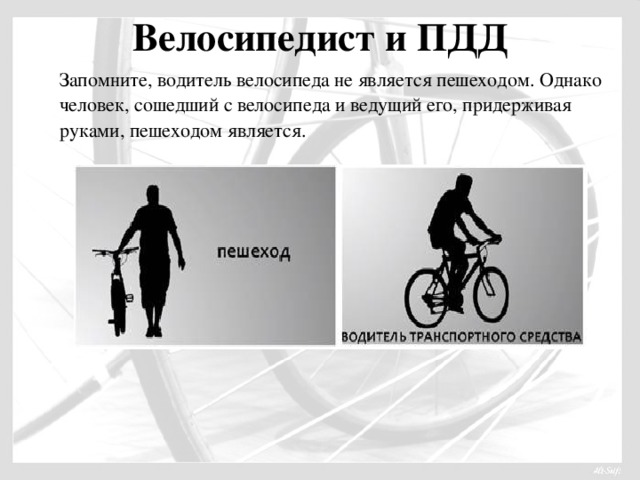 Велосипедист и ПДД
Запомните, водитель велосипеда не является пешеходом. Однако
человек, сошедший с велосипеда и ведущий его, придерживая
руками, пешеходом является.
пешеход
ВОДИТЕЛЬ ТРАНСПОРТНОГО СРЕДСТВА